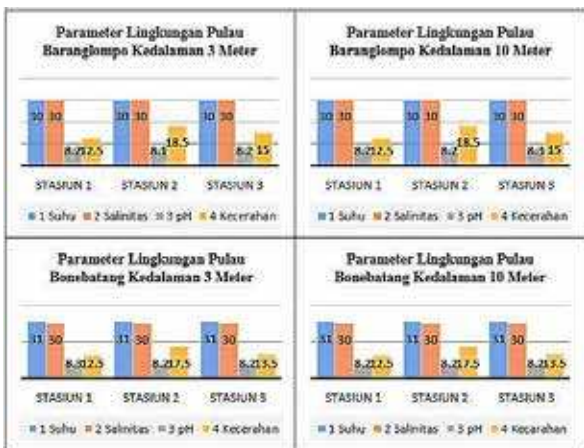 Parameter Lingkungan Pulau
Baranglompo Kedalaman 3 Meter
30 30 12.5
30 30 8.1 18.5
30 30 8.2 15
STASIUN 1 STASIUN 2 STASIUN 3
1 Suhu 2 Salinitas 3 pH 4 Kecerahan
Parameter Lingkungan Pulau
Baranglompo Kedalaman 10 Meter
30 30 8.2 12.5
30 30 8.2 18.5
30 30 15
STASIUN 1 STASIUN 2 STASIUN 3
1 Suhu 2 Salinitas 3 pH 4 Kecerahan
Parameter Lingkungan Pulau
Bonebatang Kedalaman 3 Meter
31 30 8.3 12.5
31 30 8.2 17.5
31 30 8.2 13.5
STASIUN 1 STASIUN 2 STASIUN 3
1 Suhu 2 Salinitas 3 pH 4 Kecerahan
Parameter Lingkungan Pulau
Bonebatang Kedalaman 10 Meter
31 30 8.2 12.5
31 30 8.2 17.5
31 30 8.2 13.5
STASIUN 1 STASIUN 2 STASIUN 3
1 Suhu 2 Salinitas 3 pH 4 Kecerahan